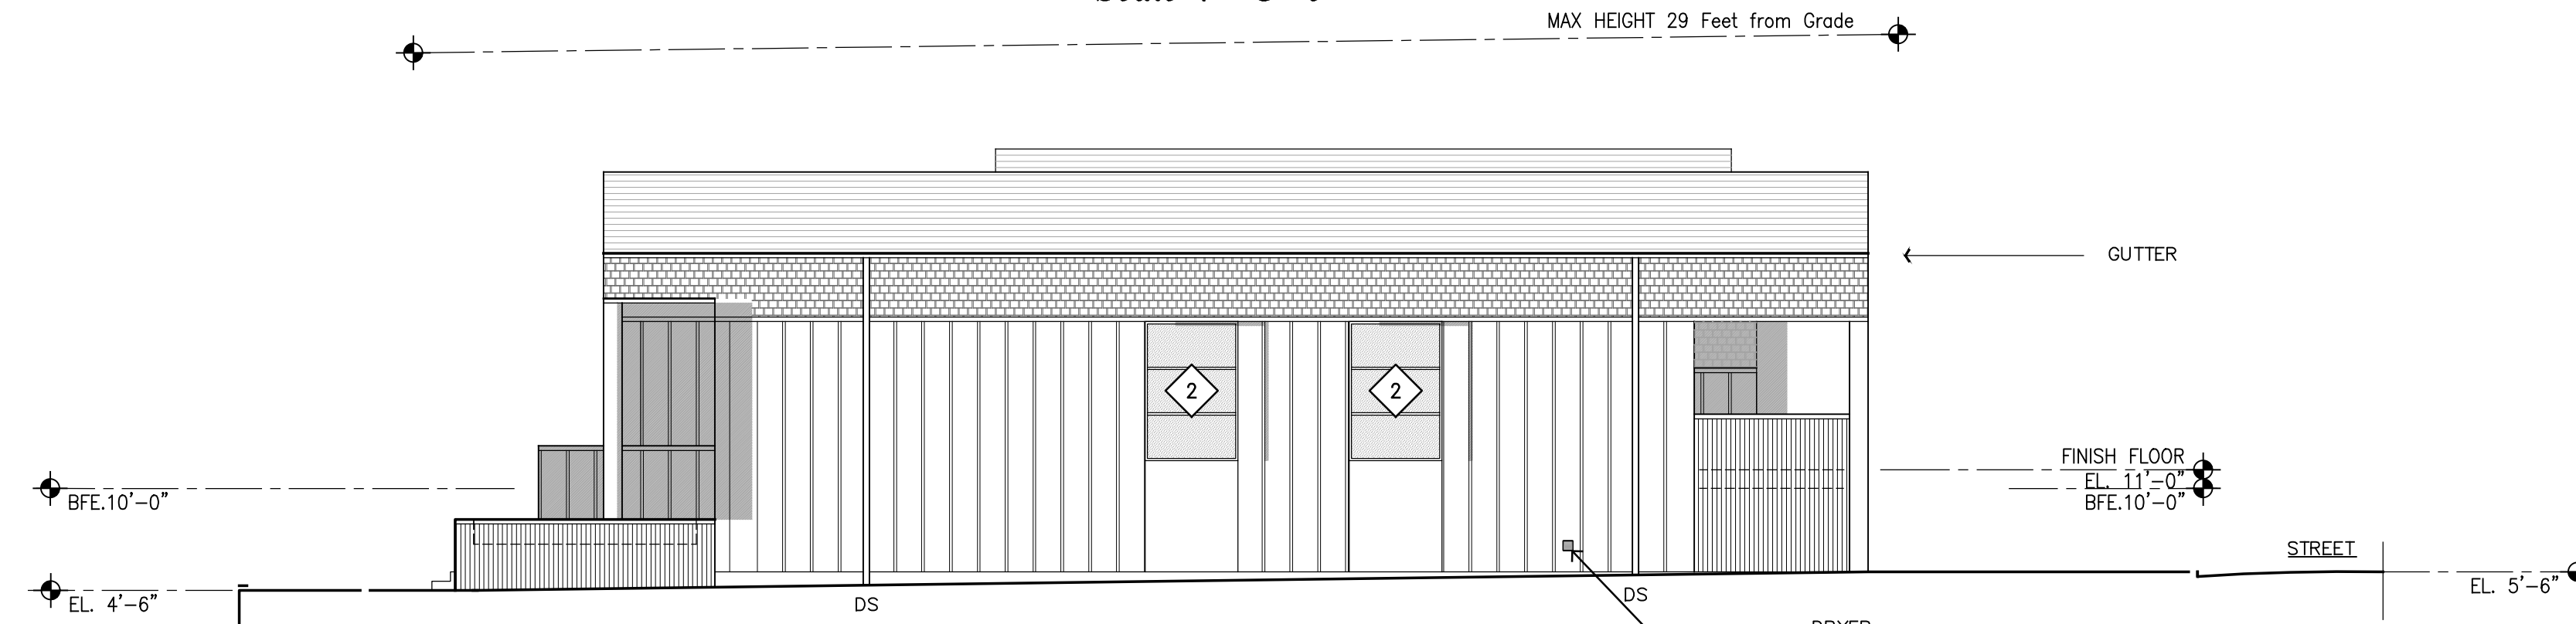 MAX HEIGHT 29 Feet from Grade
GUTTER
2
2
FINISH FLOOR
EL. 11'-0"
BFE.10'-0"
BFE.10'-0"
STREET
EL. 4'-6"
DS
DS
EL. 5'-6"
DRYER